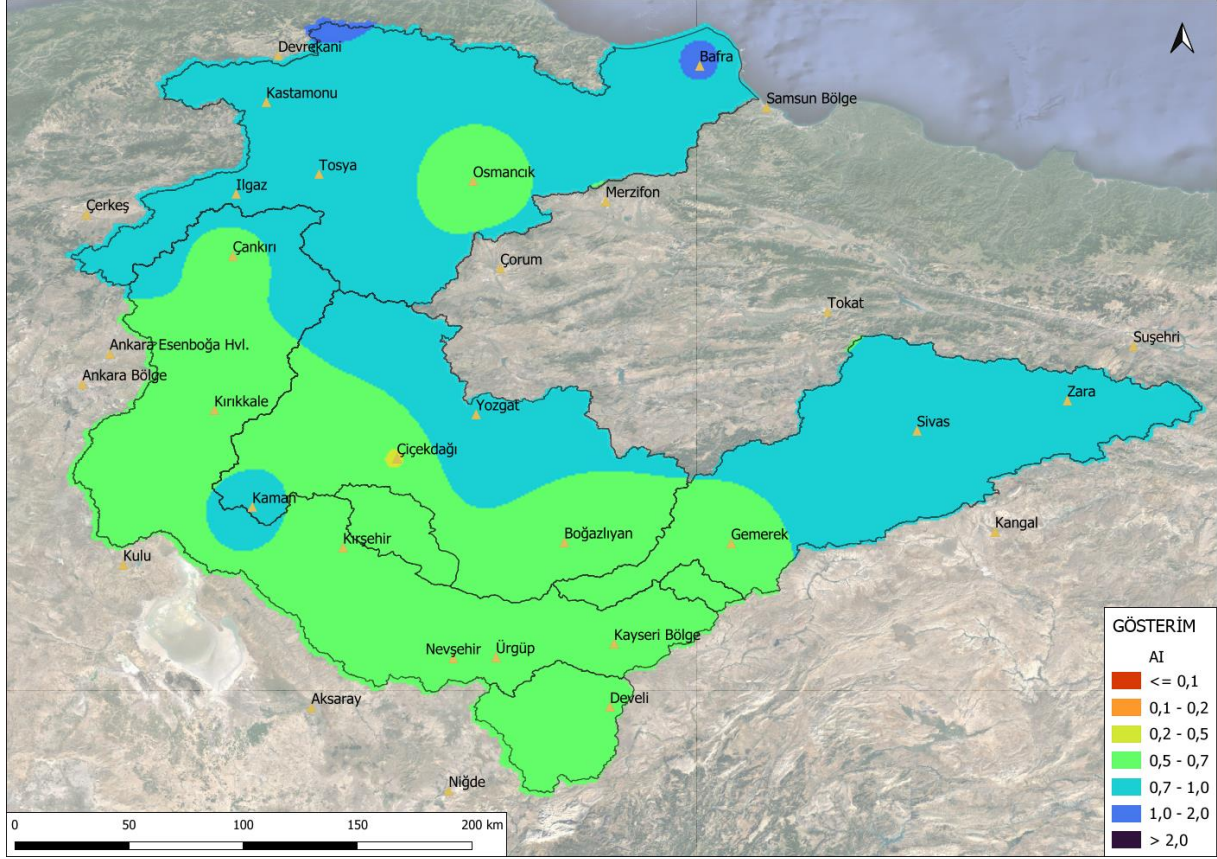 Devrekani
Bafra
Kastamonu
Samsun Bölge
Tosya
Osmancık
Ilgaz
Merzifon
Çerkeş
Çankırı
Çorum
Tokat
Ankara Esenboğa Hvl.
Suşehri
Ankara Bölge
Kırıkkale
Yozgat
Zara
Sivas
Çiçekdağı
Kaman
Kangal
Kırşehir
Boğazlıyan
Gemerek
Kulu
Nevşehir
Ürgüp
Kayseri Bölge
Aksaray
Develi
Niğde
GÖSTERİM
AI
<= 0,1
0,1 - 0,2
0,2 - 0,5
0,5 - 0,7
0,7 - 1,0
1,0 - 2,0
> 2,0
0 50 100 150 200 km